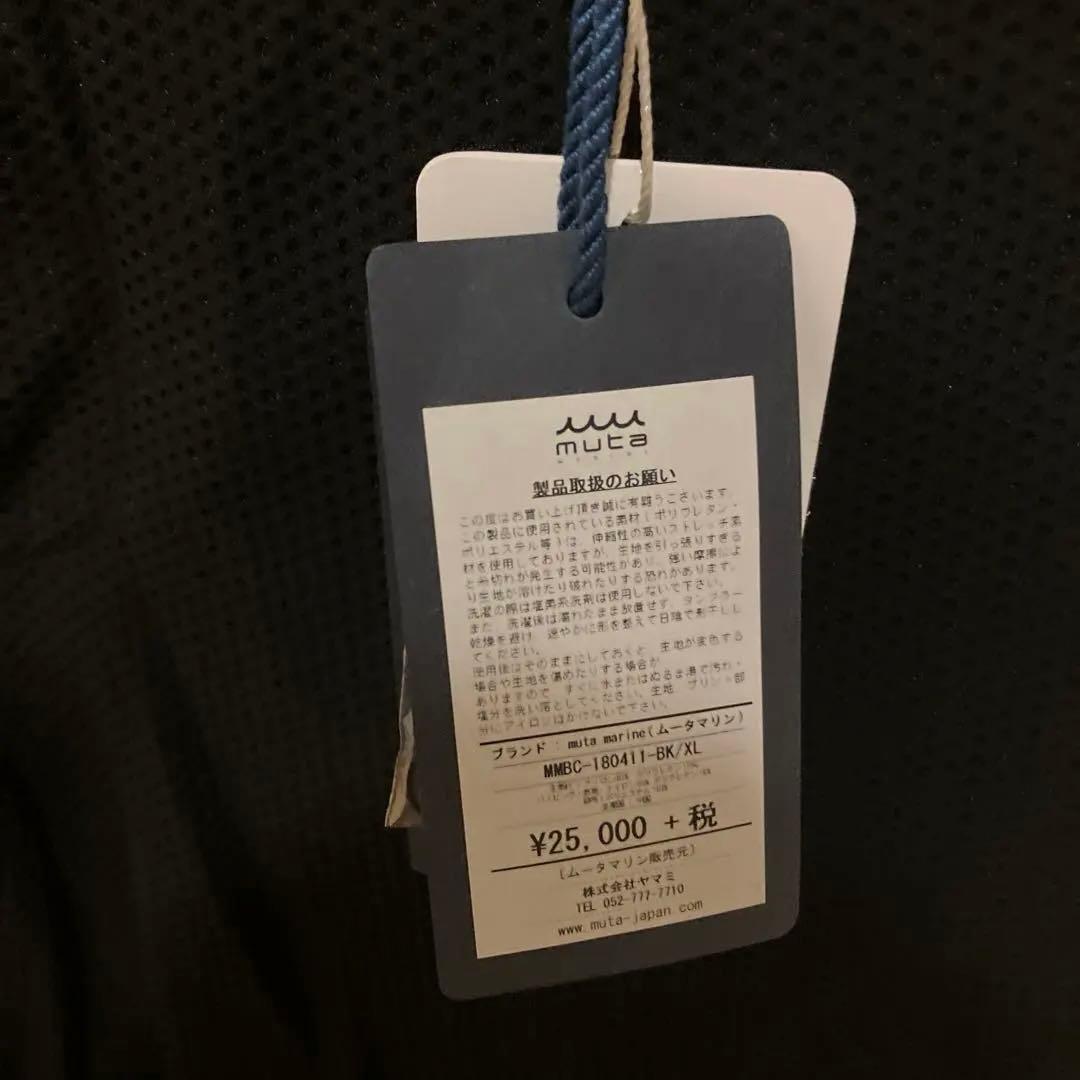 muta
製品取扱のお願い
この度はお買い上げ頂き誠に有難うございます。
この製品に使用されている素材(ポリウレタン・
ポリエステル等)は、伸縮性の高いストレッチ素
材を使用しておりますが、生地を引っ張りすぎる
と糸切れが発生する可能性があり、強い摩擦によ
り生地が溶けたり破れたりする恐れがあります。
洗濯の際は塩素系洗剤は使用しないで下さい。
また 洗濯後は濡れたまま放置せず、タンブラー
乾燥を避け 速やかに形を整えて日陰で影干しし
てください。
使用後はそのままにしておくと 生地が変色する
場合や生地を傷めたりする場合が
ありますので すぐに水またはぬるま湯で汚れ・
塩分を洗い落としてください。生地 プリント部
分にアイロンはかけないで下さい。
ブランド : muta marine(ムータマリン)
MMBC-180411-BK/XL
¥25,000 +税
(ムータマリン販売元)
株式会社ヤマミ
TEL 052-777-7710
www.muta-japan.com